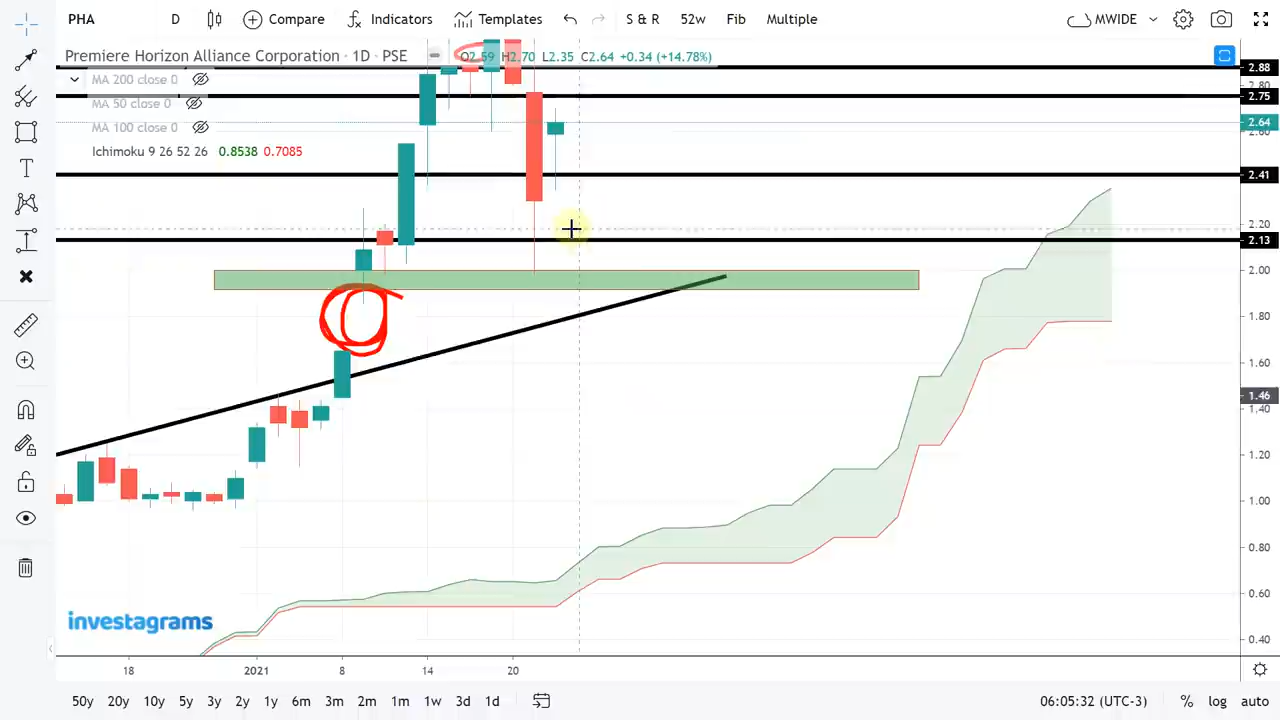 PHA D Compare Indicators Templates S & R 52w Fib Multiple MWIDE
Premiere Horizon Alliance Corporation · 1D · PSE O2.59 H2.70 L2.35 C2.64 +0.34 (+14.78%)
MA 200 close 0
MA 50 close 0
MA 100 close 0
Ichimoku 9 26 52 26 0.8538 0.7085
2.88
2.80
2.75
2.64
2.60
2.41
2.20
2.13
2.00
1.80
1.60
1.46
1.40
1.20
1.00
0.80
0.60
0.40
investagrams
18 2021 8 14 20
50y 20y 10y 5y 3y 2y 1y 6m 3m 2m 1m 1w 3d 1d 06:05:32 (UTC-3) % log auto